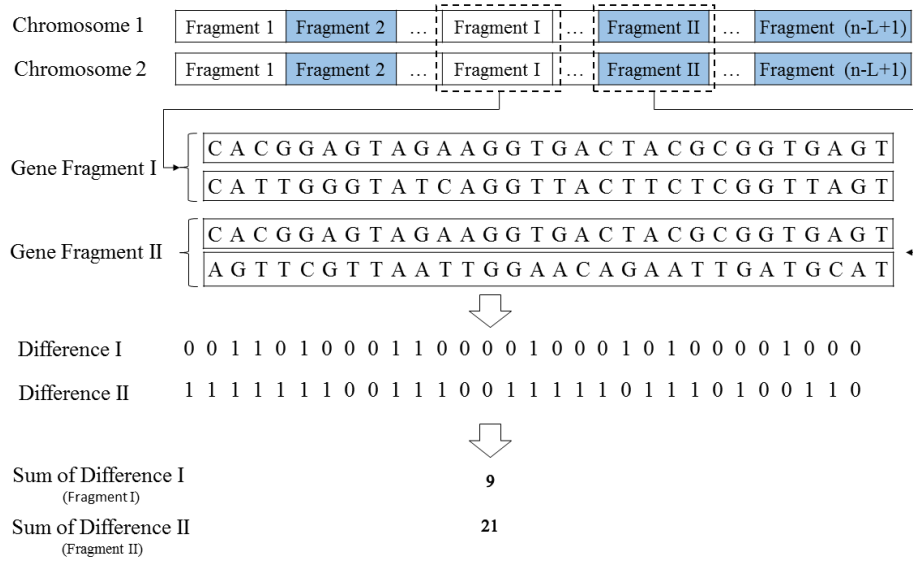 Chromosome 1 Fragment 1 Fragment 2 … Fragment I … Fragment II … Fragment (n-L+1)
Chromosome 2 Fragment 1 Fragment 2 … Fragment I … Fragment II … Fragment (n-L+1)
Gene Fragment I
C A C G G A G T A G A A G G T G A C T A C G C G G T G A G T
C A T T G G G T A T C A G G T T A C T T C T C G G T T A G T
Gene Fragment II
C A C G G A G T A G A A G G T G A C T A C G C G G T G A G T
A G T T C G T T A A T T G G A A C A G A A T T G A T G C A T
Difference I 0 0 1 1 0 1 0 0 0 1 1 0 0 0 0 1 0 0 0 1 0 1 0 0 0 0 1 0 0 0
Difference II 1 1 1 1 1 1 1 0 0 1 1 1 0 0 1 1 1 1 1 0 1 1 1 0 1 0 0 1 1 0
Sum of Difference I 9
(Fragment I)
Sum of Difference II 21
(Fragment II)